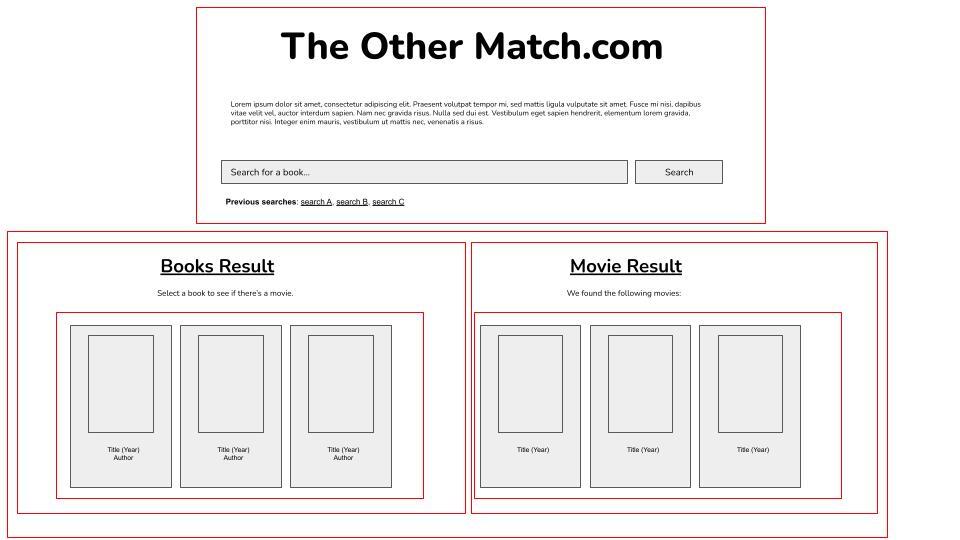 The Other Match.com
Lorem ipsum dolor sit amet, consectetur adipiscing elit. Praesent volutpat tempor mi, sed mattis ligula vulputate sit amet. Fusce mi nisi, dapibus
vitae velit vel, auctor interdum sapien. Nam nec gravida risus. Nulla sed dui est. Vestibulum eget sapien hendrerit, elementum lorem gravida,
porttitor nisi. Integer enim mauris, vestibulum ut mattis nec, venenatis a risus.
Search for a book...
Search
Previous searches: search A, search B, search C
Books Result
Select a book to see if there's a movie.
Title (Year)
Author
Title (Year)
Author
Title (Year)
Author
Movie Result
We found the following movies:
Title (Year)
Title (Year)
Title (Year)